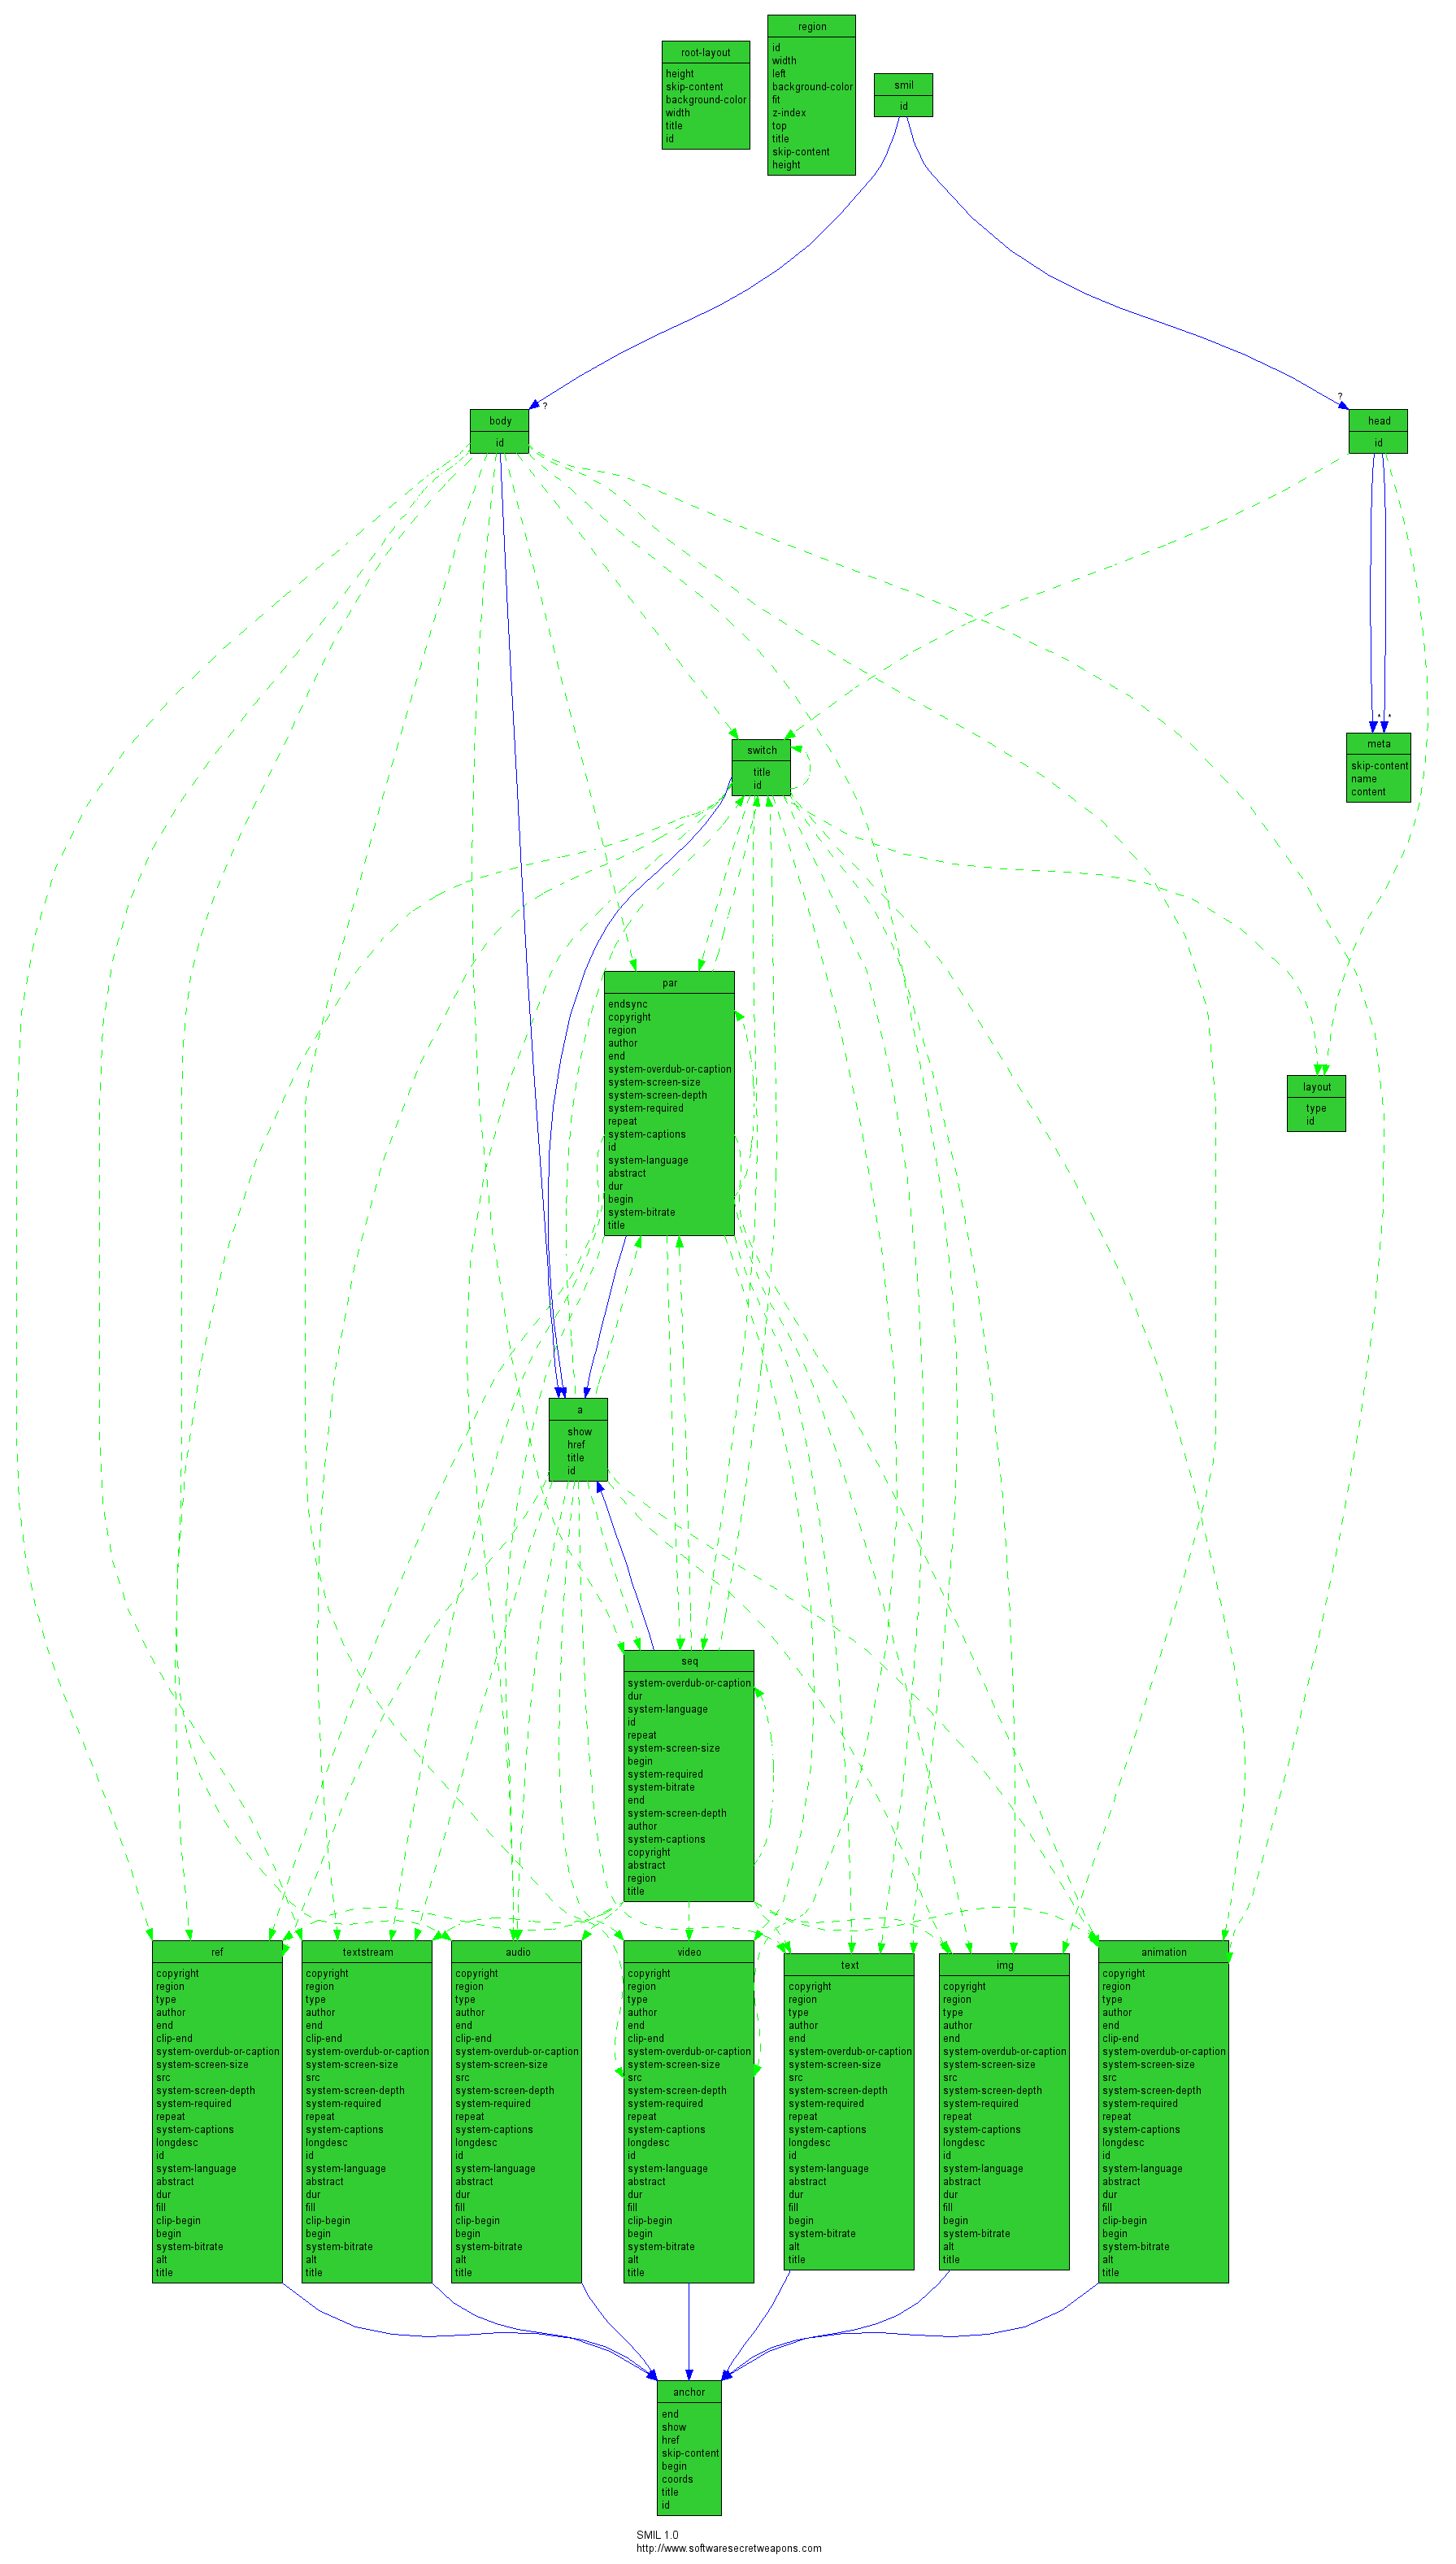 region
id
width
left
background-color
fit
z-index
top
title
skip-content
height
root-layout
height
skip-content
background-color
width
title
id
smil
id
?
?
body
id
head
id
*
*
switch
title
id
meta
skip-content
name
content
par
endsync
copyright
region
author
end
system-overdub-or-caption
system-screen-size
system-screen-depth
system-required
repeat
system-captions
id
system-language
abstract
dur
begin
system-bitrate
title
layout
type
id
a
show
href
title
id
seq
system-overdub-or-caption
dur
system-language
id
repeat
system-screen-size
begin
system-required
system-bitrate
end
system-screen-depth
author
system-captions
copyright
abstract
region
title
ref
copyright
region
type
author
end
clip-end
system-overdub-or-caption
system-screen-size
src
system-screen-depth
system-required
repeat
system-captions
longdesc
id
system-language
abstract
dur
fill
clip-begin
begin
system-bitrate
alt
title
textstream
copyright
region
type
author
end
clip-end
system-overdub-or-caption
system-screen-size
src
system-screen-depth
system-required
repeat
system-captions
longdesc
id
system-language
abstract
dur
fill
clip-begin
begin
system-bitrate
alt
title
audio
copyright
region
type
author
end
clip-end
system-overdub-or-caption
system-screen-size
src
system-screen-depth
system-required
repeat
system-captions
longdesc
id
system-language
abstract
dur
fill
clip-begin
begin
system-bitrate
alt
title
video
copyright
region
type
author
end
clip-end
system-overdub-or-caption
system-screen-size
src
system-screen-depth
system-required
repeat
system-captions
longdesc
id
system-language
abstract
dur
fill
clip-begin
begin
system-bitrate
alt
title
text
copyright
region
type
author
end
system-overdub-or-caption
system-screen-size
src
system-screen-depth
system-required
repeat
system-captions
longdesc
id
system-language
abstract
dur
fill
begin
system-bitrate
alt
title
img
copyright
region
type
author
end
system-overdub-or-caption
system-screen-size
src
system-screen-depth
system-required
repeat
system-captions
longdesc
id
system-language
abstract
dur
fill
begin
system-bitrate
alt
title
animation
copyright
region
type
author
end
clip-end
system-overdub-or-caption
system-screen-size
src
system-screen-depth
system-required
repeat
system-captions
longdesc
id
system-language
abstract
dur
fill
clip-begin
begin
system-bitrate
alt
title
anchor
end
show
href
skip-content
begin
coords
title
id
SMIL 1.0
http://www.softwaresecretweapons.com